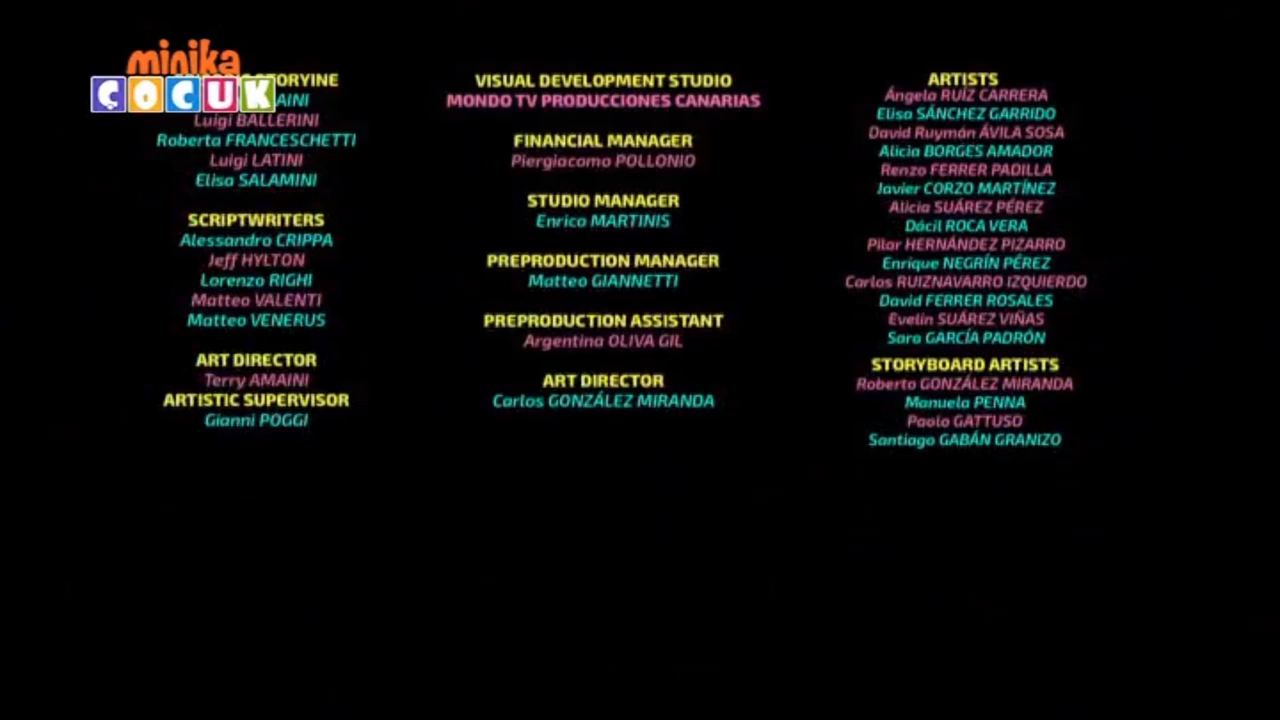 minika
ÇOCUK
Luigi BALLERINI
Roberta FRANCESCHETTI
Luigi LATINI
Elisa SALAMINI
SCRIPTWRITERS
Alessandro CRIPPA
Jeff HYLTON
Lorenzo RIGHI
Matteo VALENTI
Matteo VENERUS
ART DIRECTOR
Terry AMAINI
ARTISTIC SUPERVISOR
Gianni POGGI
VISUAL DEVELOPMENT STUDIO
MONDO TV PRODUCCIONES CANARIAS
FINANCIAL MANAGER
Piergiacomo POLLONIO
STUDIO MANAGER
Enrico MARTINIS
PREPRODUCTION MANAGER
Matteo GIANNETTI
PREPRODUCTION ASSISTANT
Argentina OLIVA GIL
ART DIRECTOR
Carlos GONZÁLEZ MIRANDA
ARTISTS
Ángela RUÍZ CARRERA
Elisa SÁNCHEZ GARRIDO
David Ruymán ÁVILA SOSA
Alicia BORGES AMADOR
Renzo FERRER PADILLA
Javier CORZO MARTÍNEZ
Alicia SUÁREZ PÉREZ
Dácil ROCA VERA
Pilar HERNÁNDEZ PIZARRO
Enrique NEGRÍN PÉREZ
Carlos RUIZNAVARRO IZQUIERDO
David FERRER ROSALES
Evelin SUÁREZ VIÑAS
Sara GARCÍA PADRÓN
STORYBOARD ARTISTS
Roberto GONZÁLEZ MIRANDA
Manuela PENNA
Paolo GATTUSO
Santiago GABÁN GRANIZO